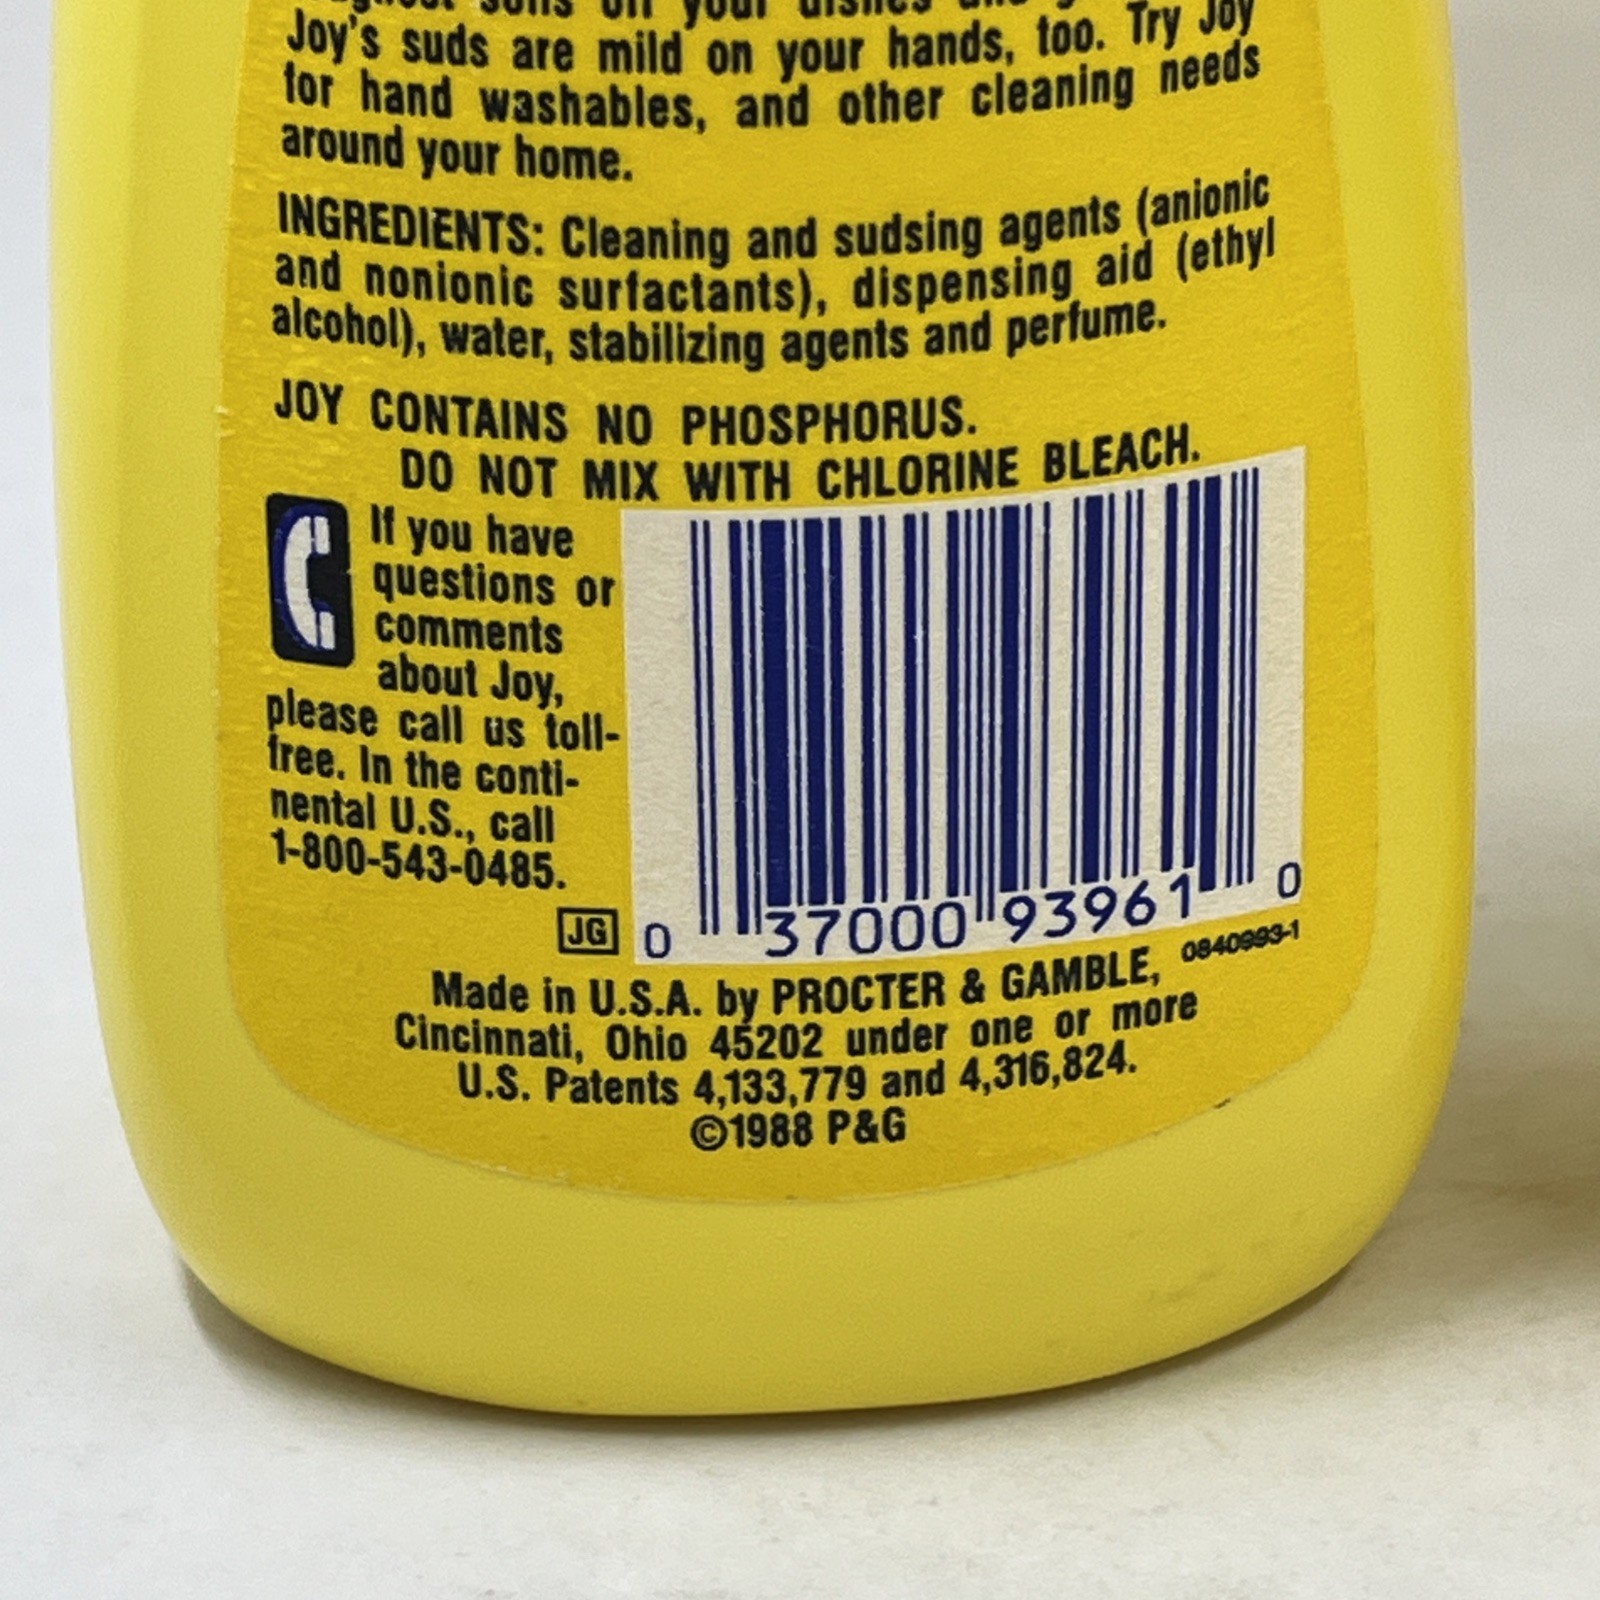 soils off your dishes and
Joy's suds are mild on your hands, too. Try Joy
for hand washables, and other cleaning needs
around your home.
INGREDIENTS: Cleaning and sudsing agents (anionic
and nonionic surfactants), dispensing aid (ethyl
alcohol), water, stabilizing agents and perfume.
JOY CONTAINS NO PHOSPHORUS.
DO NOT MIX WITH CHLORINE BLEACH.
If you have
questions or
comments
about Joy,
please call us toll-
free. In the conti-
nental U.S., call
1-800-543-0485.
JG
0 37000 93961 0
0840993-1
Made in U.S.A. by PROCTER & GAMBLE,
Cincinnati, Ohio 45202 under one or more
U.S. Patents 4,133,779 and 4,316,824.
©1988 P&G